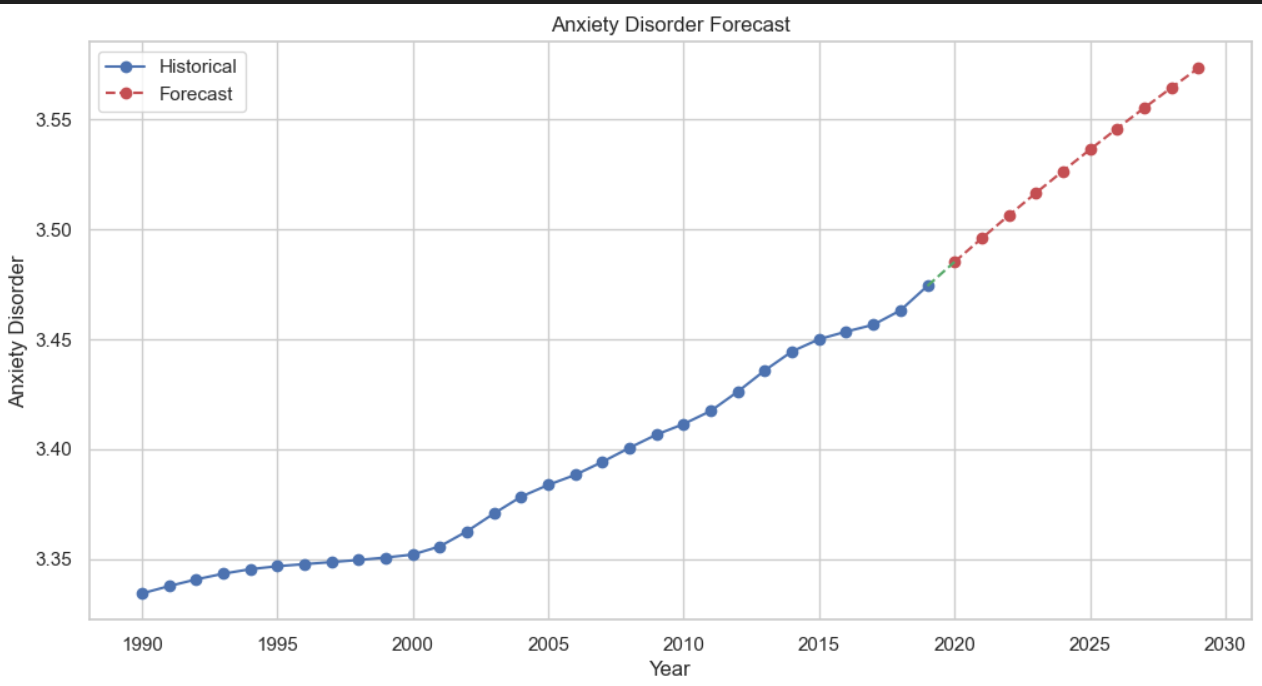 Anxiety Disorder Forecast
Historical
Forecast
3.55
3.50
3.45
3.40
3.35
Anxiety Disorder
1990 1995 2000 2005 2010 2015 2020 2025 2030
Year